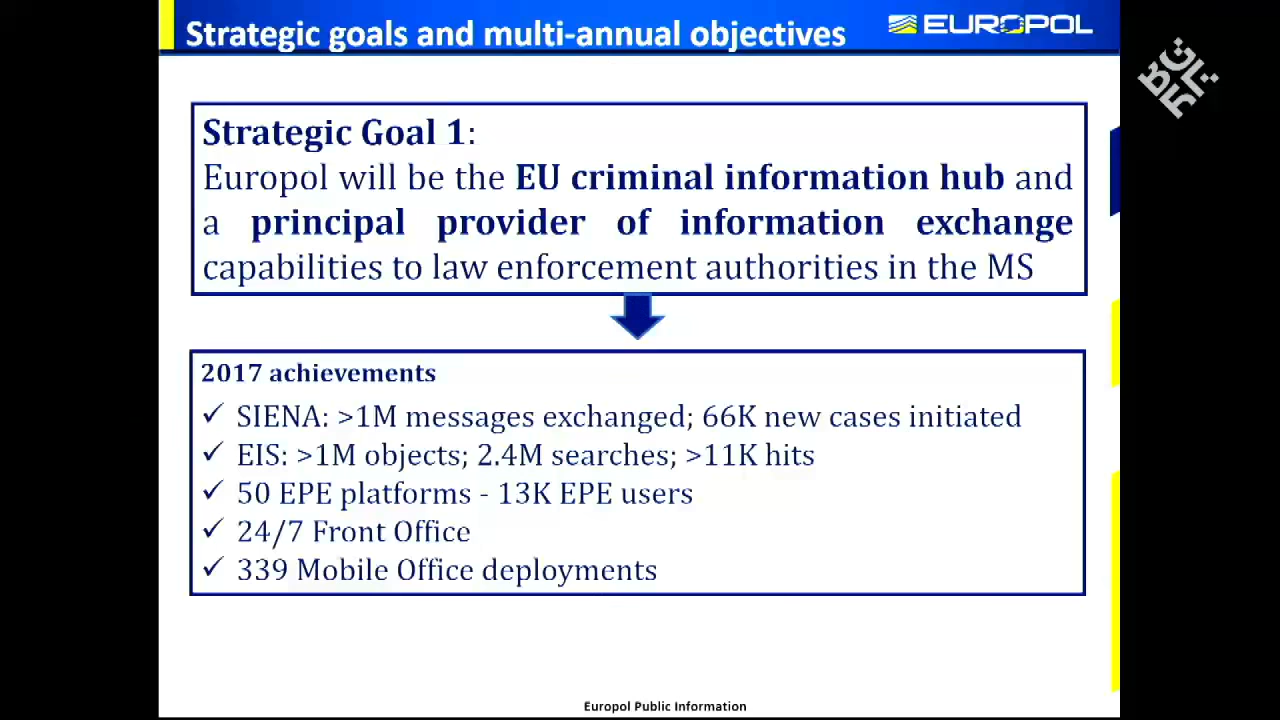 Strategic goals and multi-annual objectives
EUROPOL
Strategic Goal 1:
Europol will be the EU criminal information hub and
a principal provider of information exchange
capabilities to law enforcement authorities in the MS
2017 achievements
✓ SIENA: >1M messages exchanged; 66K new cases initiated
✓ EIS: >1M objects; 2.4M searches; >11K hits
✓ 50 EPE platforms - 13K EPE users
✓ 24/7 Front Office
✓ 339 Mobile Office deployments
Europol Public Information